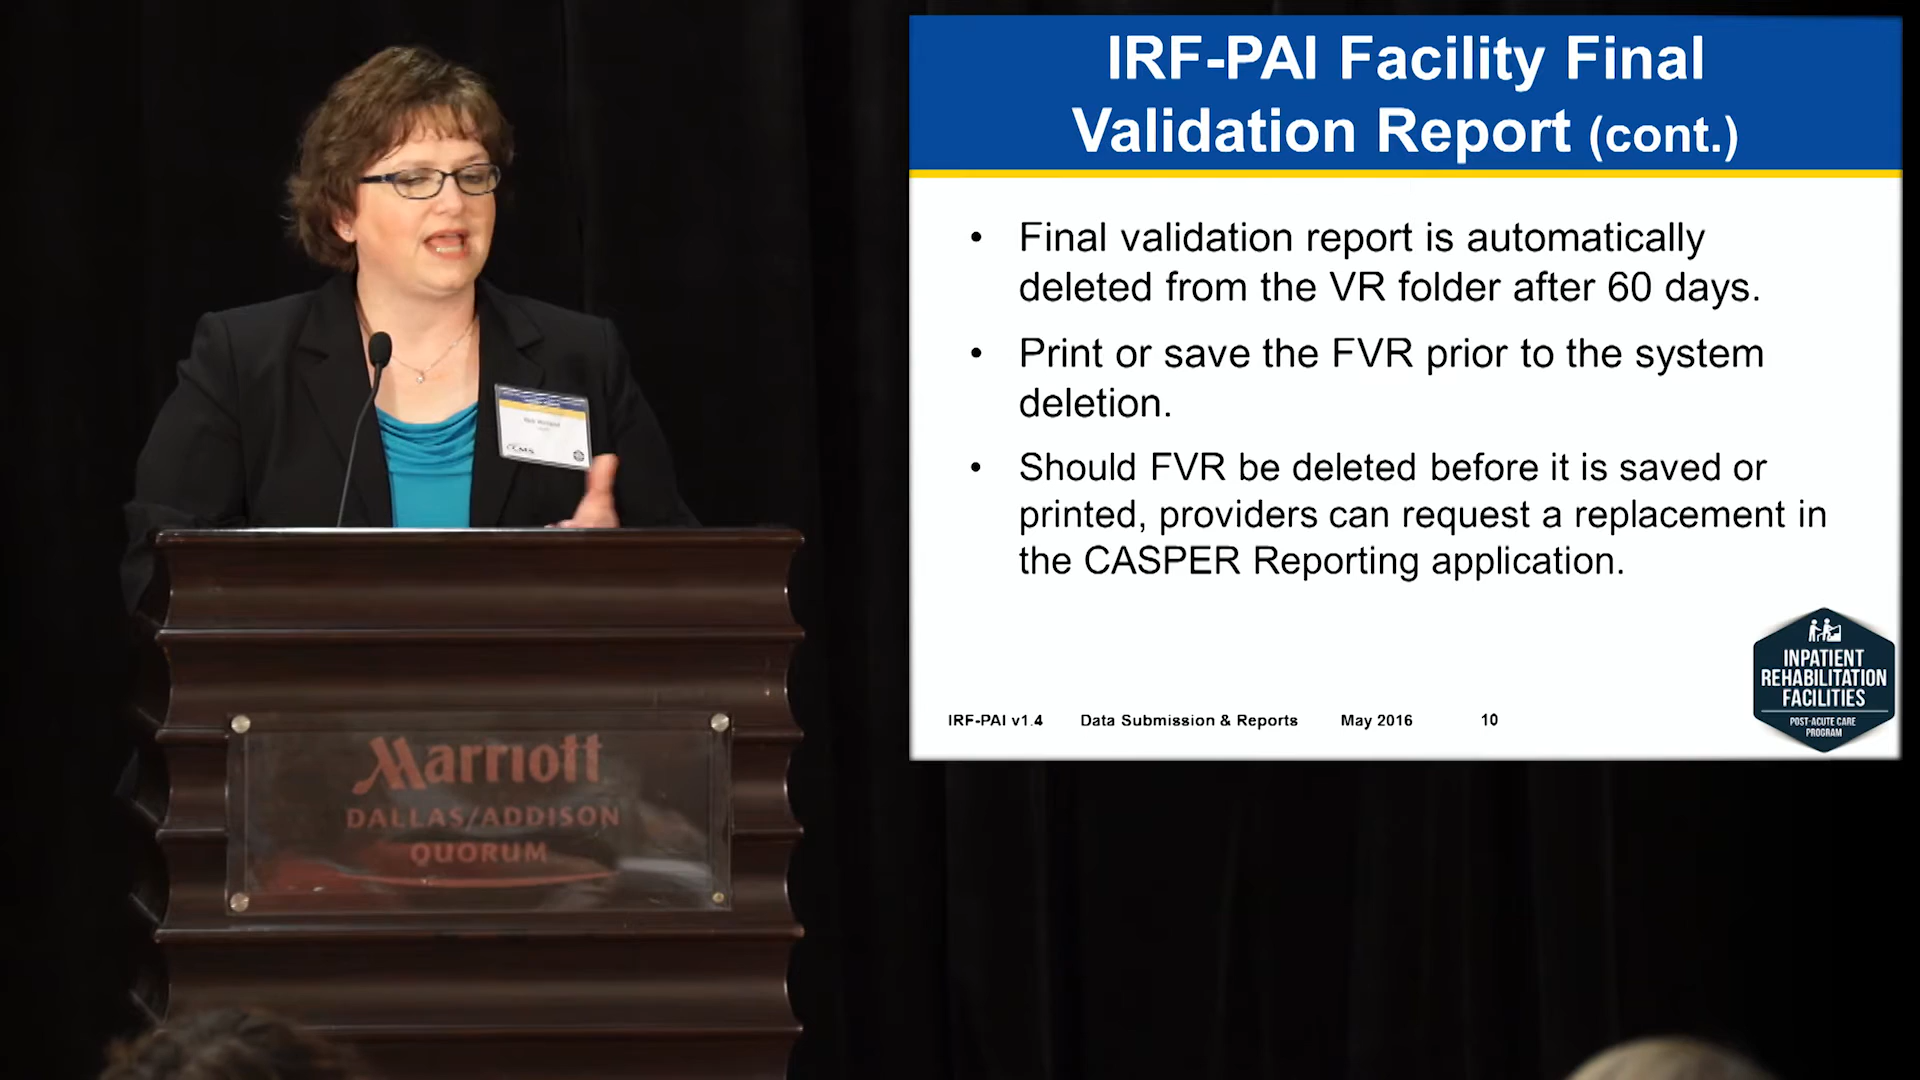 IRF-PAI Facility Final
Validation Report (cont.)
• Final validation report is automatically
deleted from the VR folder after 60 days.
• Print or save the FVR prior to the system
deletion.
• Should FVR be deleted before it is saved or
printed, providers can request a replacement in
the CASPER Reporting application.
INPATIENT
REHABILITATION
FACILITIES
POST-ACUTE CARE
PROGRAM
IRF-PAI v1.4 Data Submission & Reports May 2016 10
CMS
Marriott
DALLAS/ADDISON
QUORUM